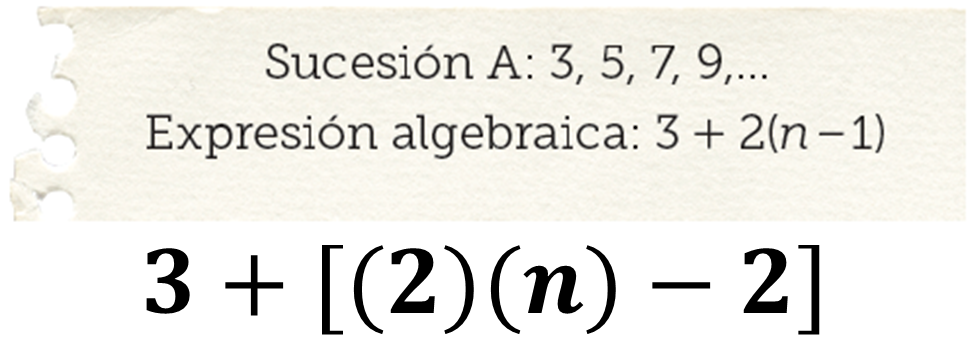 Sucesión A: 3, 5, 7, 9,...
Expresión algebraica: 3 + 2(n – 1)
3 + [(2)(n) − 2]